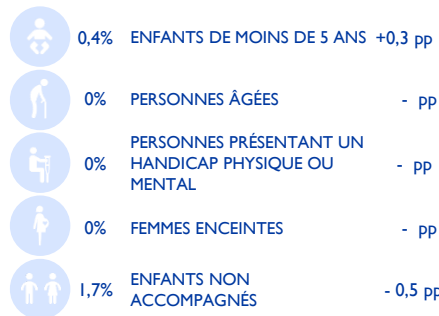 0,4% ENFANTS DE MOINS DE 5 ANS +0,3 pp
0% PERSONNES ÂGÉES - pp
PERSONNES PRÉSENTANT UN
0% HANDICAP PHYSIQUE OU - pp
MENTAL
0% FEMMES ENCEINTES - pp
1,7% ENFANTS NON - 0,5 pp
ACCOMPAGNÉS